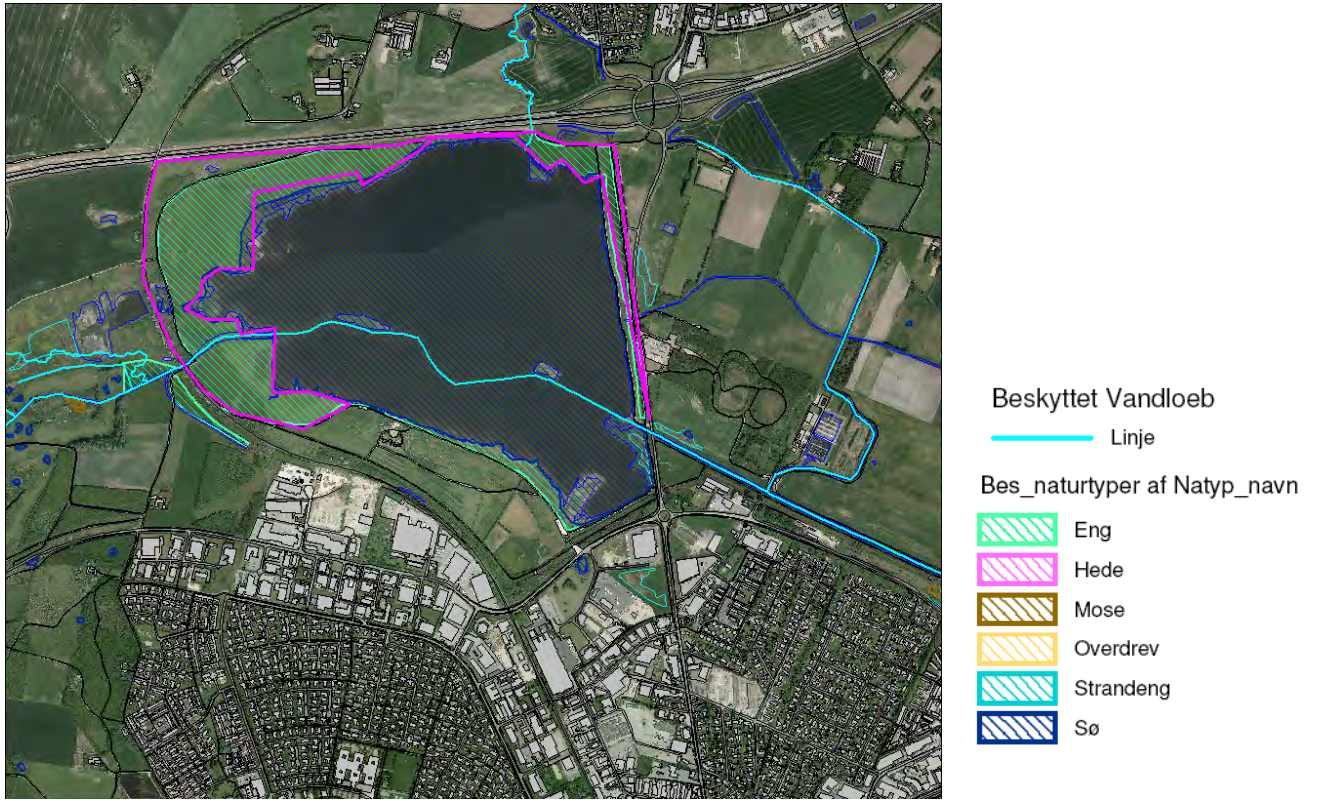 Beskyttet Vandloeb
Linje
Bes_naturtyper af Natyp_navn
Eng
Hede
Mose
Overdrev
Strandeng
Sø